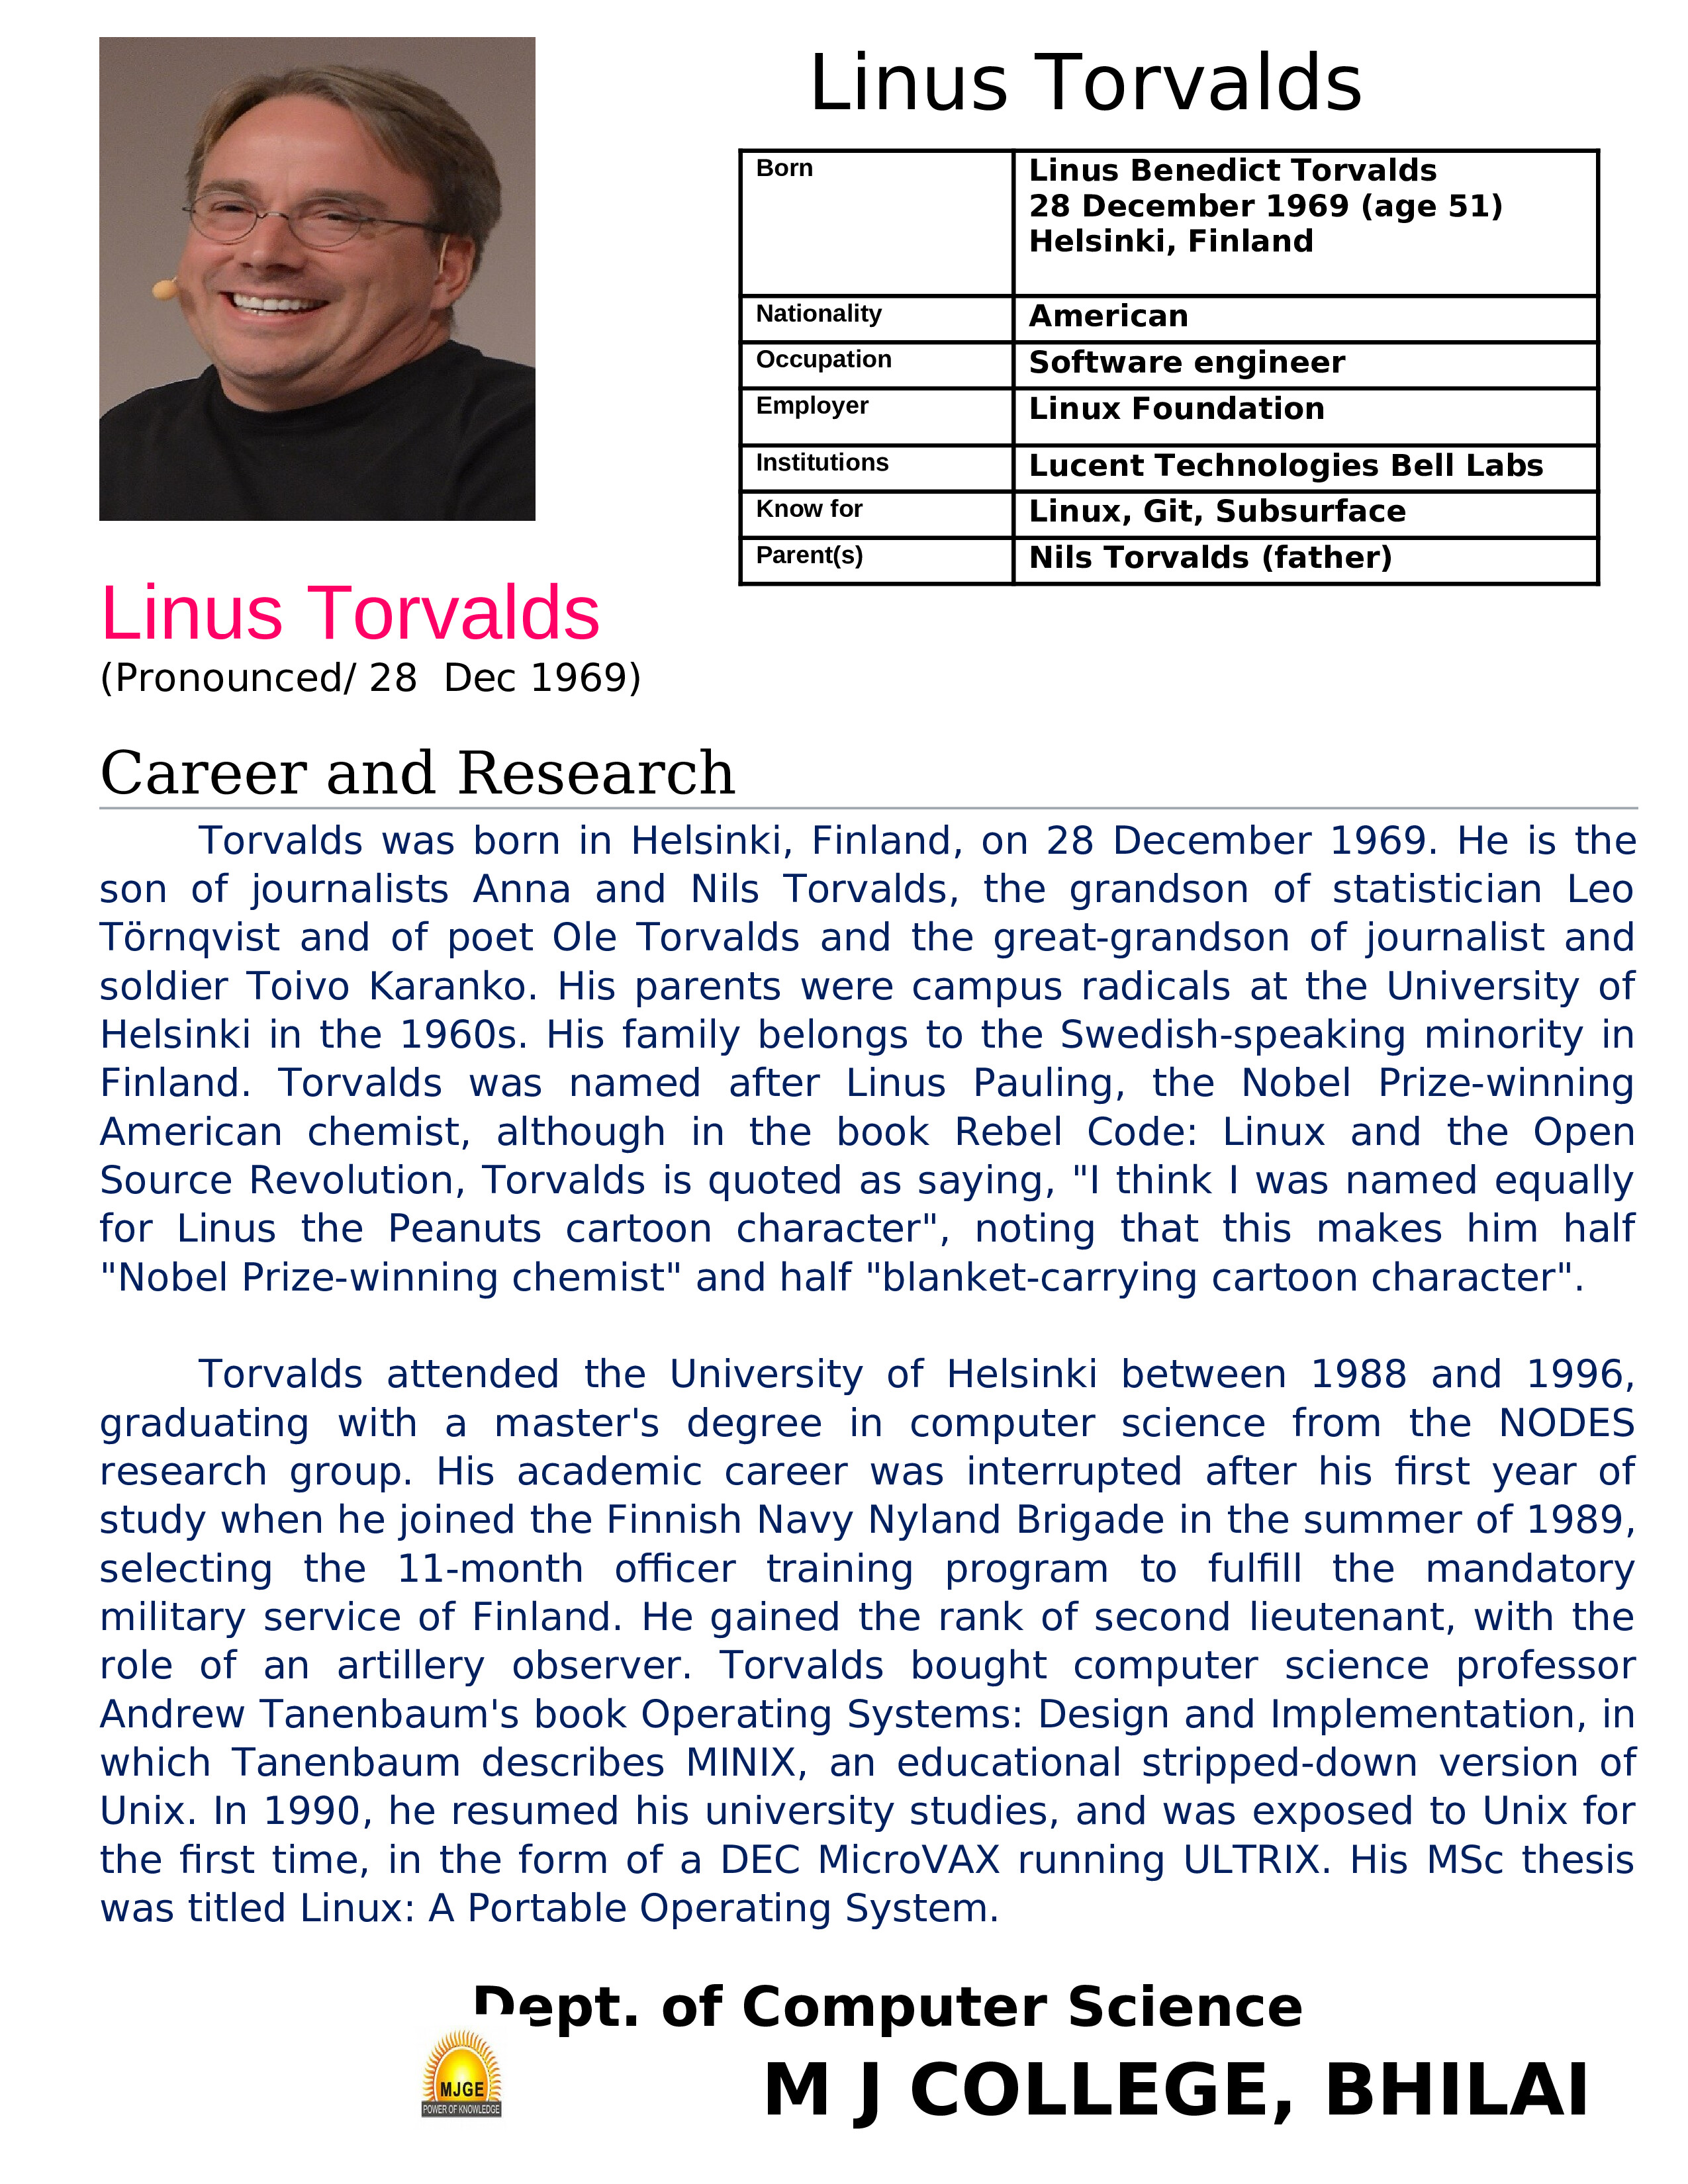 Linus Torvalds
Born
Linus Benedict Torvalds
28 December 1969 (age 51)
Helsinki, Finland
Nationality
American
Occupation
Software engineer
Employer
Linux Foundation
Institutions
Lucent Technologies Bell Labs
Know for
Linux, Git, Subsurface
Parent(s)
Nils Torvalds (father)
Linus Torvalds
(Pronounced/ 28  Dec 1969)
Career and Research
Torvalds was born in Helsinki, Finland, on 28 December 1969. He is the
son of journalists Anna and Nils Torvalds, the grandson of statistician Leo
Törnqvist and of poet Ole Torvalds and the great-grandson of journalist and
soldier Toivo Karanko. His parents were campus radicals at the University of
Helsinki in the 1960s. His family belongs to the Swedish-speaking minority in
Finland. Torvalds was named after Linus Pauling, the Nobel Prize-winning
American chemist, although in the book Rebel Code: Linux and the Open
Source Revolution, Torvalds is quoted as saying, "I think I was named equally
for Linus the Peanuts cartoon character", noting that this makes him half
"Nobel Prize-winning chemist" and half "blanket-carrying cartoon character".
Torvalds attended the University of Helsinki between 1988 and 1996,
graduating with a master's degree in computer science from the NODES
research group. His academic career was interrupted after his first year of
study when he joined the Finnish Navy Nyland Brigade in the summer of 1989,
selecting the 11-month officer training program to fulfill the mandatory
military service of Finland. He gained the rank of second lieutenant, with the
role of an artillery observer. Torvalds bought computer science professor
Andrew Tanenbaum's book Operating Systems: Design and Implementation, in
which Tanenbaum describes MINIX, an educational stripped-down version of
Unix. In 1990, he resumed his university studies, and was exposed to Unix for
the first time, in the form of a DEC MicroVAX running ULTRIX. His MSc thesis
was titled Linux: A Portable Operating System.
Dept. of Computer Science
MJGE
POWER OF KNOWLEDGE
M J COLLEGE, BHILAI